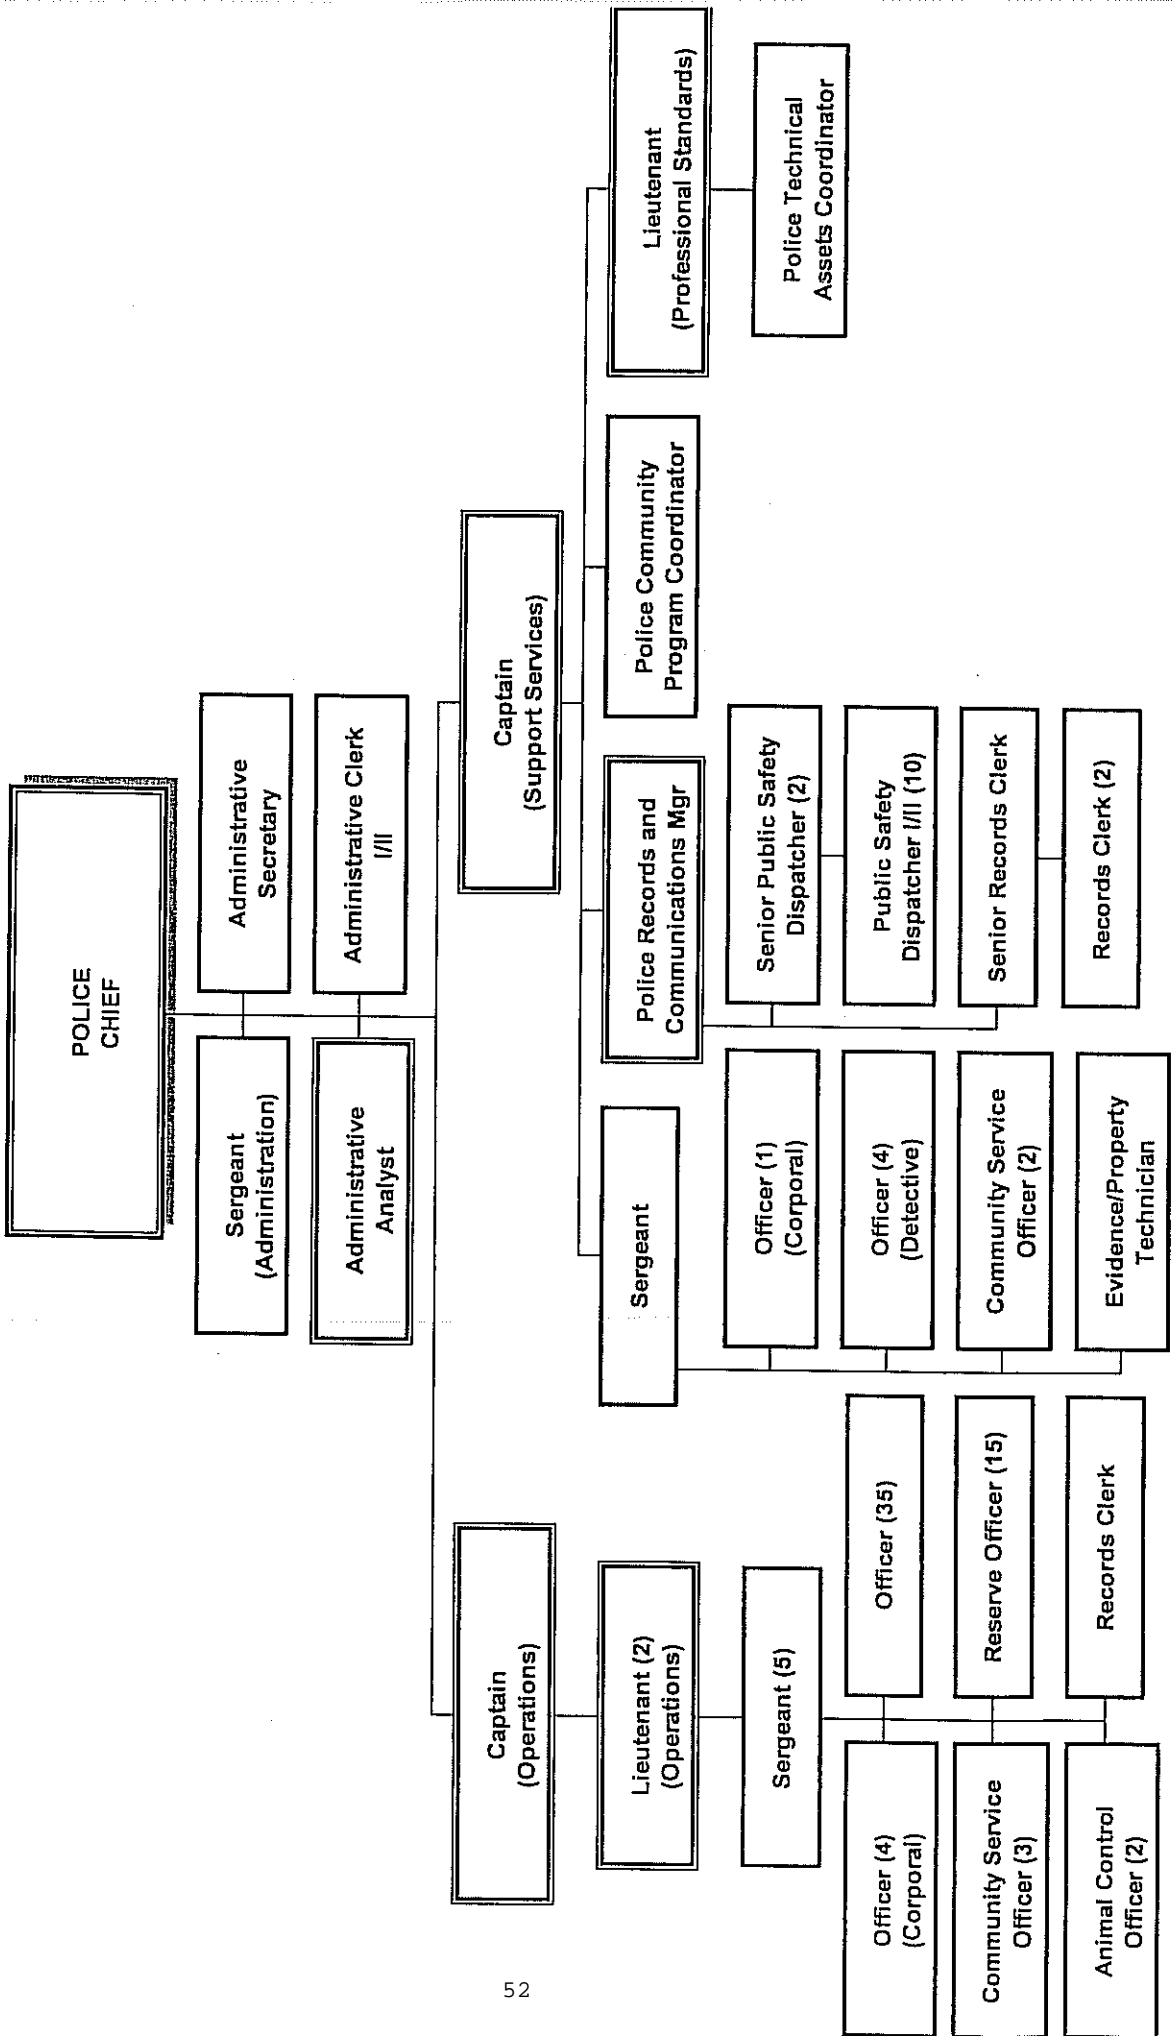 POLICE
CHIEF
Sergeant
(Administration)
Administrative
Secretary
Administrative
Analyst
Administrative Clerk
I/II
Captain
(Operations)
Captain
(Support Services)
Lieutenant (2)
(Operations)
Sergeant
Police Records and
Communications Mgr
Police Community
Program Coordinator
Lieutenant
(Professional Standards)
Sergeant (5)
Officer (4)
(Corporal)
Officer (35)
Community Service
Officer (3)
Reserve Officer (15)
Animal Control
Officer (2)
Records Clerk
Officer (1)
(Corporal)
Officer (4)
(Detective)
Community Service
Officer (2)
Evidence/Property
Technician
Senior Public Safety
Dispatcher (2)
Public Safety
Dispatcher I/II (10)
Senior Records Clerk
Records Clerk (2)
Police Technical
Assets Coordinator
52